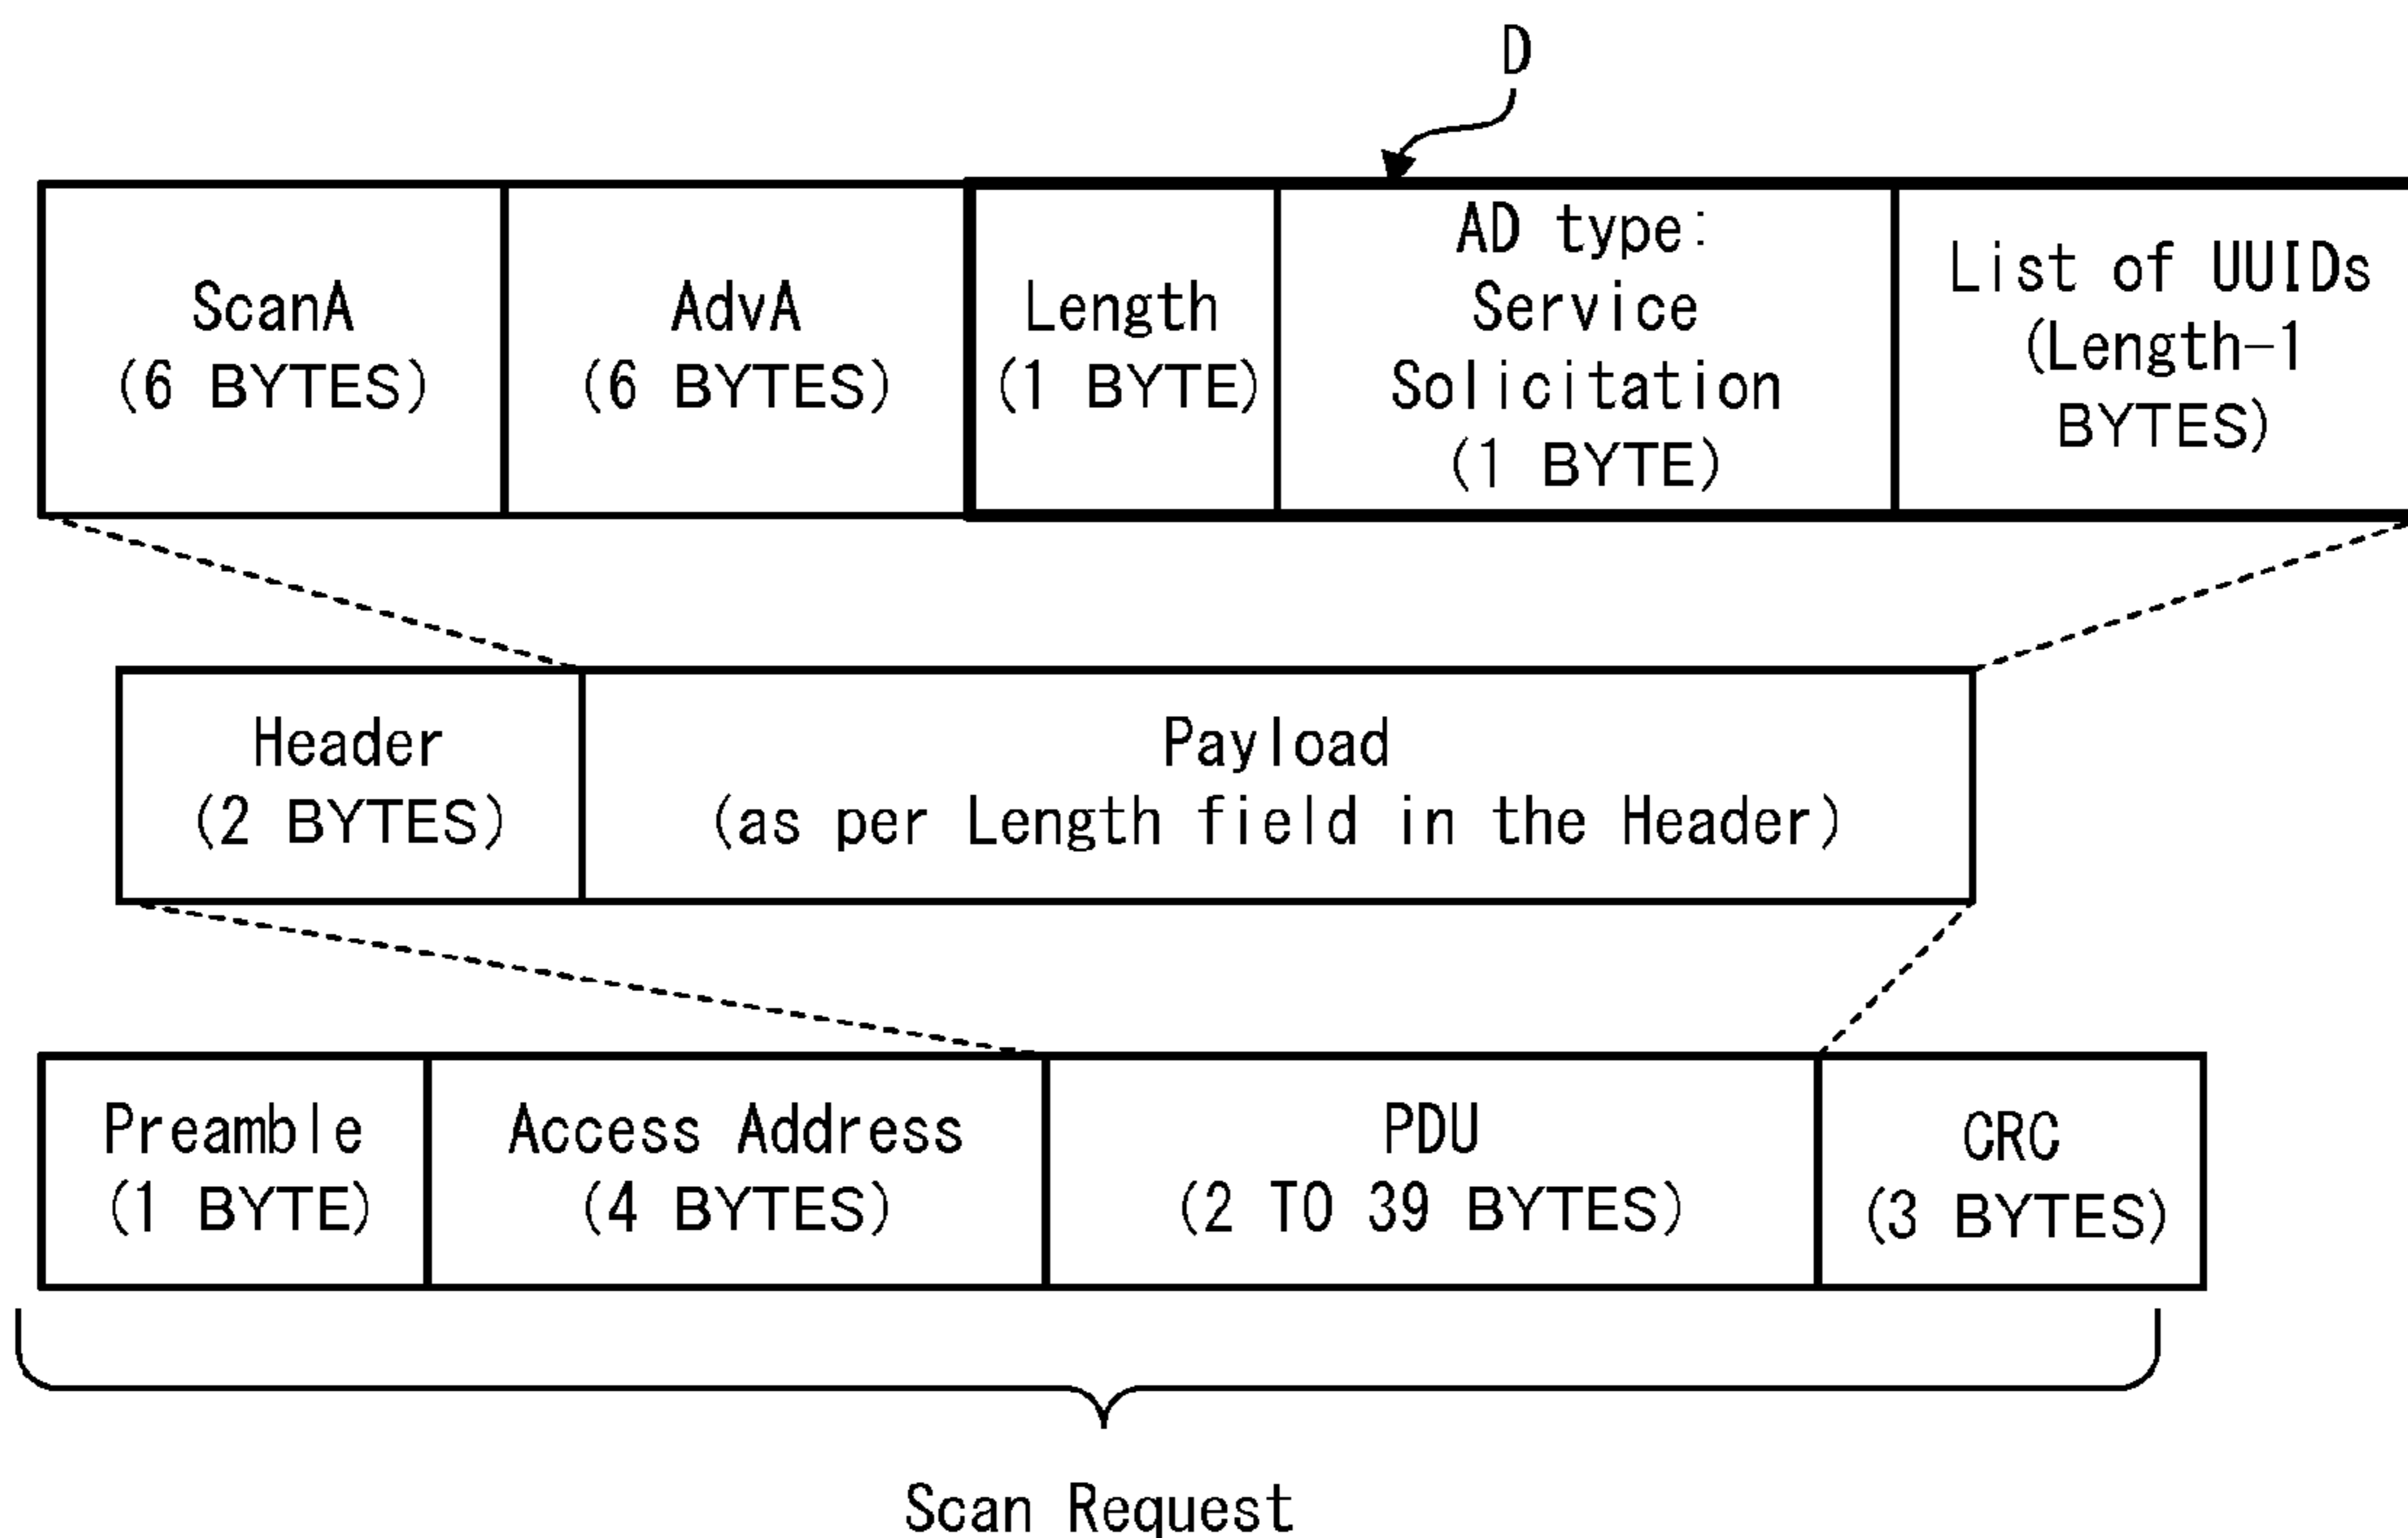 D
ScanA
(6 BYTES)
AdvA
(6 BYTES)
Length
(1 BYTE)
AD type:
Service
Solicitation
(1 BYTE)
List of UUIDs
(Length-1
BYTES)
Header
(2 BYTES)
Payload
(as per Length field in the Header)
Preamble
(1 BYTE)
Access Address
(4 BYTES)
PDU
(2 TO 39 BYTES)
CRC
(3 BYTES)
Scan Request